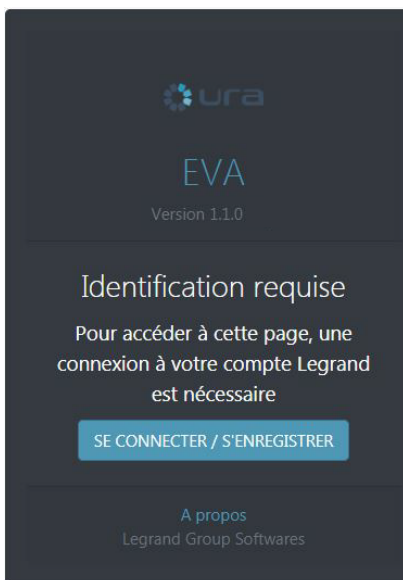 ura
EVA
Version 1.1.0
Identification requise
Pour accéder à cette page, une
connexion à votre compte Legrand
est nécessaire
SE CONNECTER / S'ENREGISTRER
A propos
Legrand Group Softwares